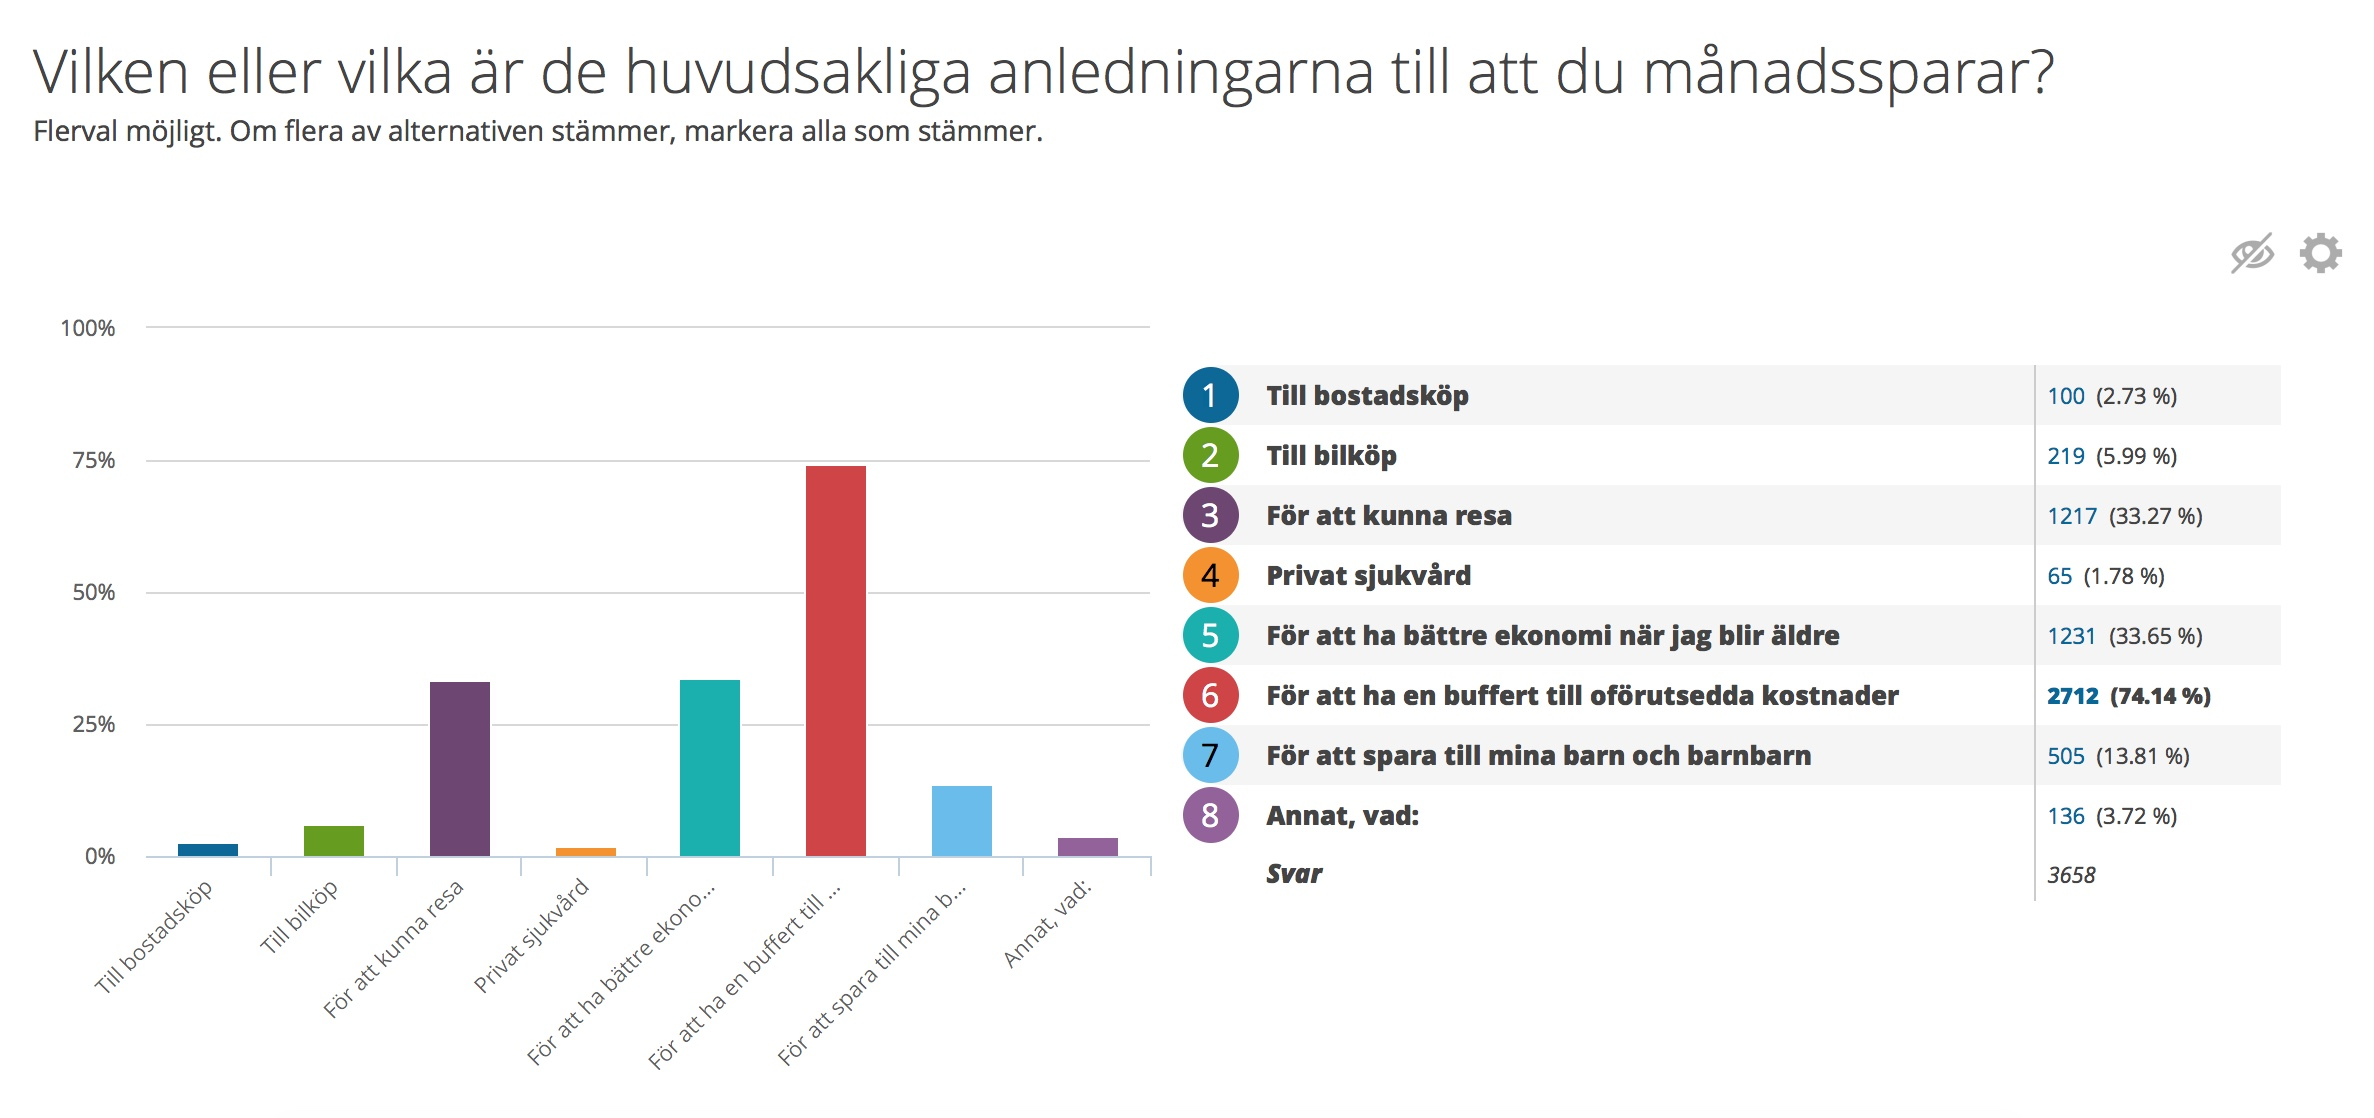 Vilken eller vilka är de huvudsakliga anledningarna till att du månadssparar?
Flerval möjligt. Om flera av alternativen stämmer, markera alla som stämmer.
100%
75%
50%
25%
0%
Till bostadsköp
Till bilköp
För att kunna resa
Privat sjukvård
För att ha bättre ekono...
För att ha en buffert till ...
För att spara till mina b...
Annat, vad:
1 Till bostadsköp 100 (2.73 %)
2 Till bilköp 219 (5.99 %)
3 För att kunna resa 1217 (33.27 %)
4 Privat sjukvård 65 (1.78 %)
5 För att ha bättre ekonomi när jag blir äldre 1231 (33.65 %)
6 För att ha en buffert till oförutsedda kostnader 2712 (74.14 %)
7 För att spara till mina barn och barnbarn 505 (13.81 %)
8 Annat, vad: 136 (3.72 %)
Svar 3658